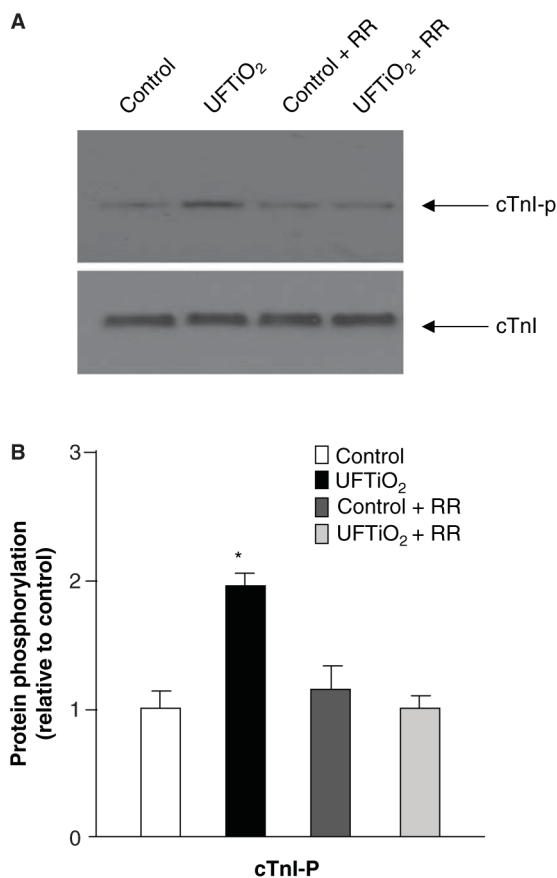 A
Control
UFTiO₂
Control + RR
UFTiO₂ + RR
cTnI-p
cTnI
B
Protein phosphorylation
(relative to control)
3
2
1
0
*
Control
UFTiO₂
Control + RR
UFTiO₂ + RR
cTnI-P